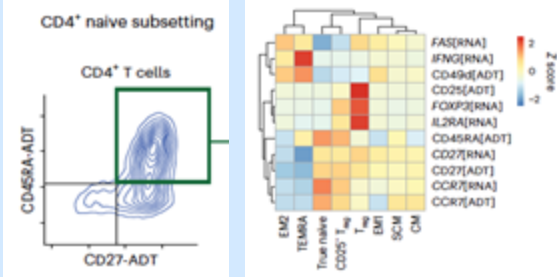 CD4⁺ naive subsetting
CD4⁺ T cells
CD45RA-ADT
CD27-ADT
FAS[RNA]
IFNG[RNA]
CD49d[ADT]
CD25[ADT]
FOXP3[RNA]
IL2RA[RNA]
CD45RA[ADT]
CD27[RNA]
CD27[ADT]
CCR7[RNA]
CCR7[ADT]
EM2
TEMRA
True naive
CD25⁺ Treg
Treg
EM1
SCM
CM
2
0
−2
Z score